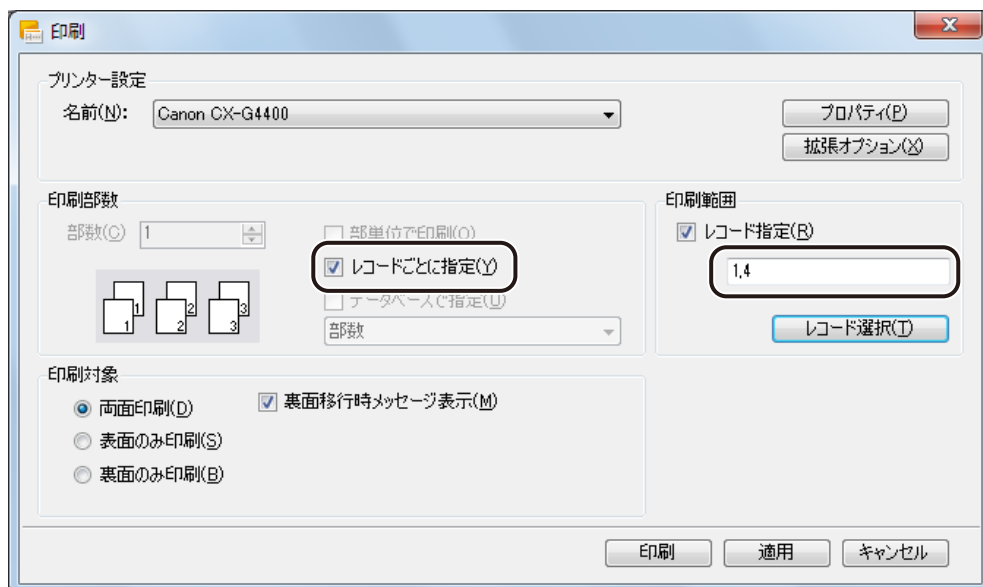 印刷
プリンター設定
名前(N): Canon CX-G4400 プロパティ(P)
拡張オプション(X)
印刷部数
部数(C) 1 部単位で印刷(O)
レコードごとに指定(Y)
データベースで指定(U)
部数
1 1 2 2 3 3
印刷範囲
レコード指定(R)
1,4
レコード選択(T)
印刷対象
両面印刷(D) 裏面移行時メッセージ表示(M)
表面のみ印刷(S)
裏面のみ印刷(B)
印刷 適用 キャンセル